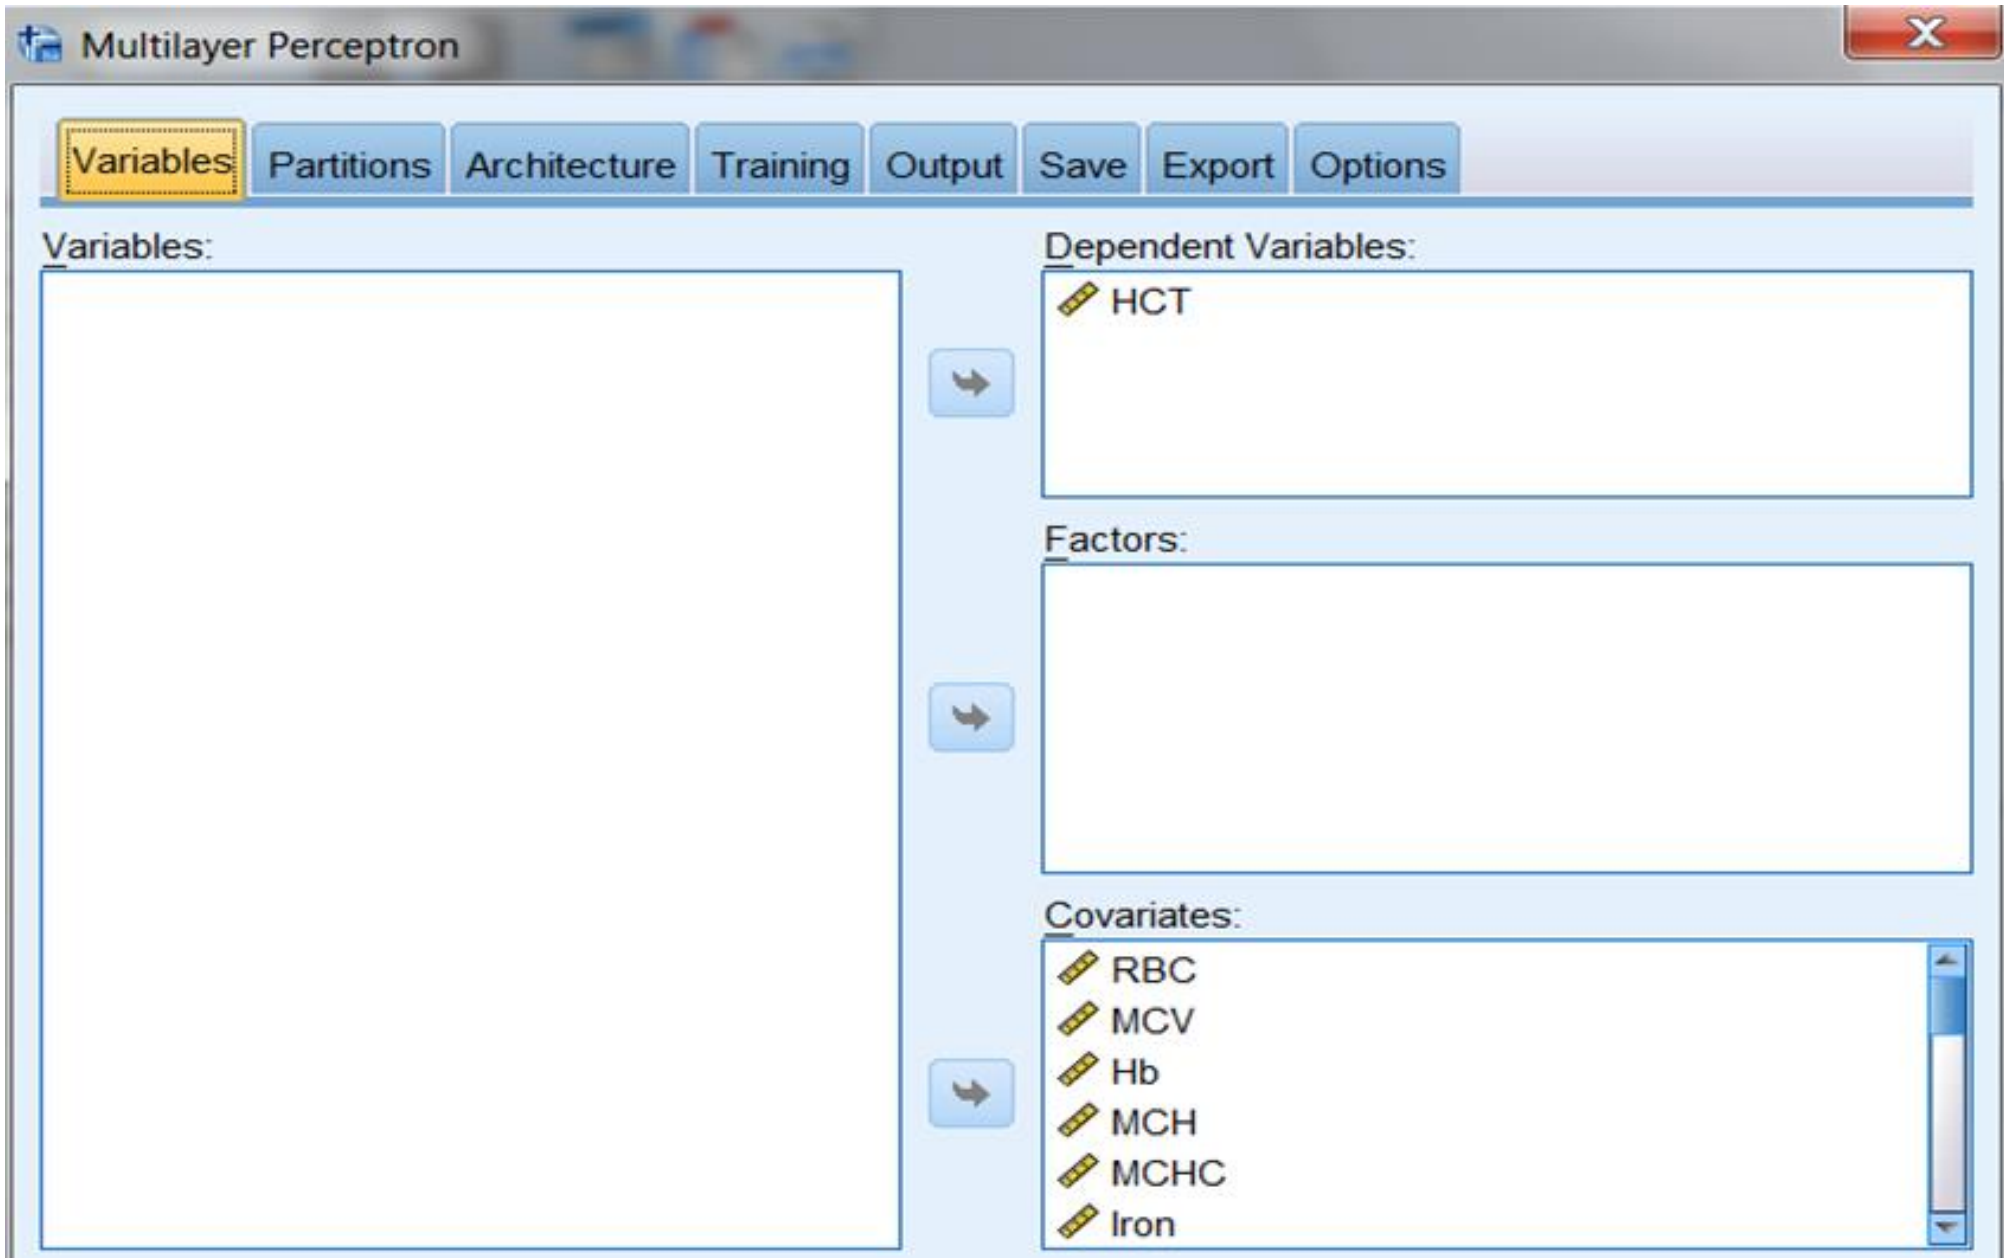 Multilayer Perceptron
X
Variables Partitions Architecture Training Output Save Export Options
Variables:
Dependent Variables:
HCT
Factors:
Covariates:
RBC
MCV
Hb
MCH
MCHC
Iron